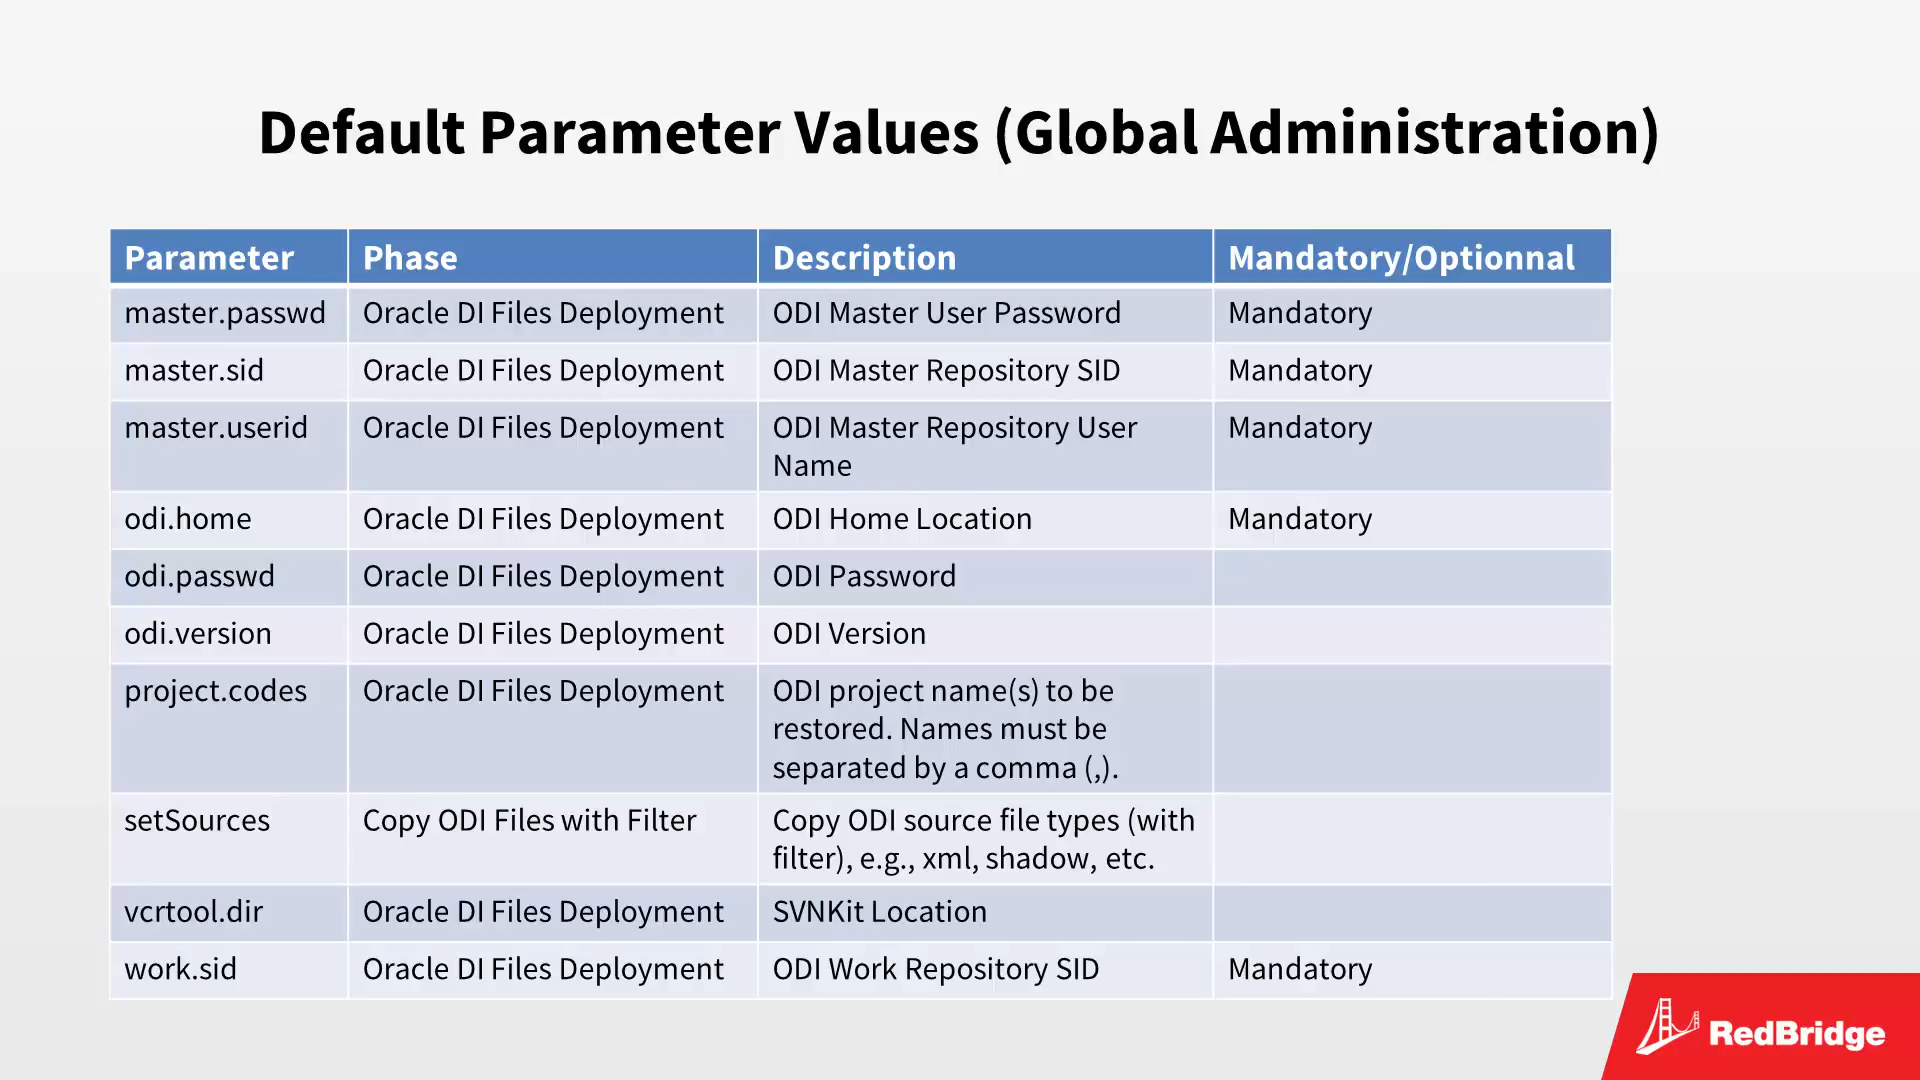 Default Parameter Values (Global Administration)
Parameter Phase Description Mandatory/Optionnal
master.passwd Oracle DI Files Deployment ODI Master User Password Mandatory
master.sid Oracle DI Files Deployment ODI Master Repository SID Mandatory
master.userid Oracle DI Files Deployment ODI Master Repository User Mandatory
Name
odi.home Oracle DI Files Deployment ODI Home Location Mandatory
odi.passwd Oracle DI Files Deployment ODI Password
odi.version Oracle DI Files Deployment ODI Version
project.codes Oracle DI Files Deployment ODI project name(s) to be
restored. Names must be
separated by a comma (,).
setSources Copy ODI Files with Filter Copy ODI source file types (with
filter), e.g., xml, shadow, etc.
vcrtool.dir Oracle DI Files Deployment SVNKit Location
work.sid Oracle DI Files Deployment ODI Work Repository SID Mandatory
RedBridge